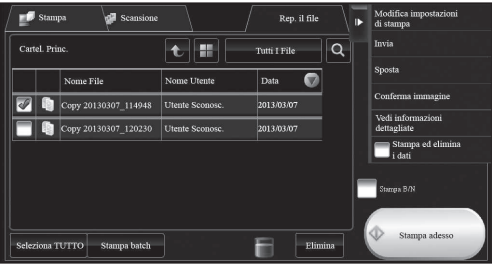 Stampa
Scansione
Rep. il file
Cartel. Princ.
Tutti I File
Nome File
Nome Utente
Data
Copy 20130307_114948
Utente Sconosc.
2013/03/07
Copy 20130307_120230
Utente Sconosc.
2013/03/07
Seleziona TUTTO
Stampa batch
Elimina
Modifica impostazioni
di stampa
Invia
Sposta
Conferma immagine
Vedi informazioni
dettagliate
Stampa ed elimina
i dati
Stampa B/N
Stampa adesso